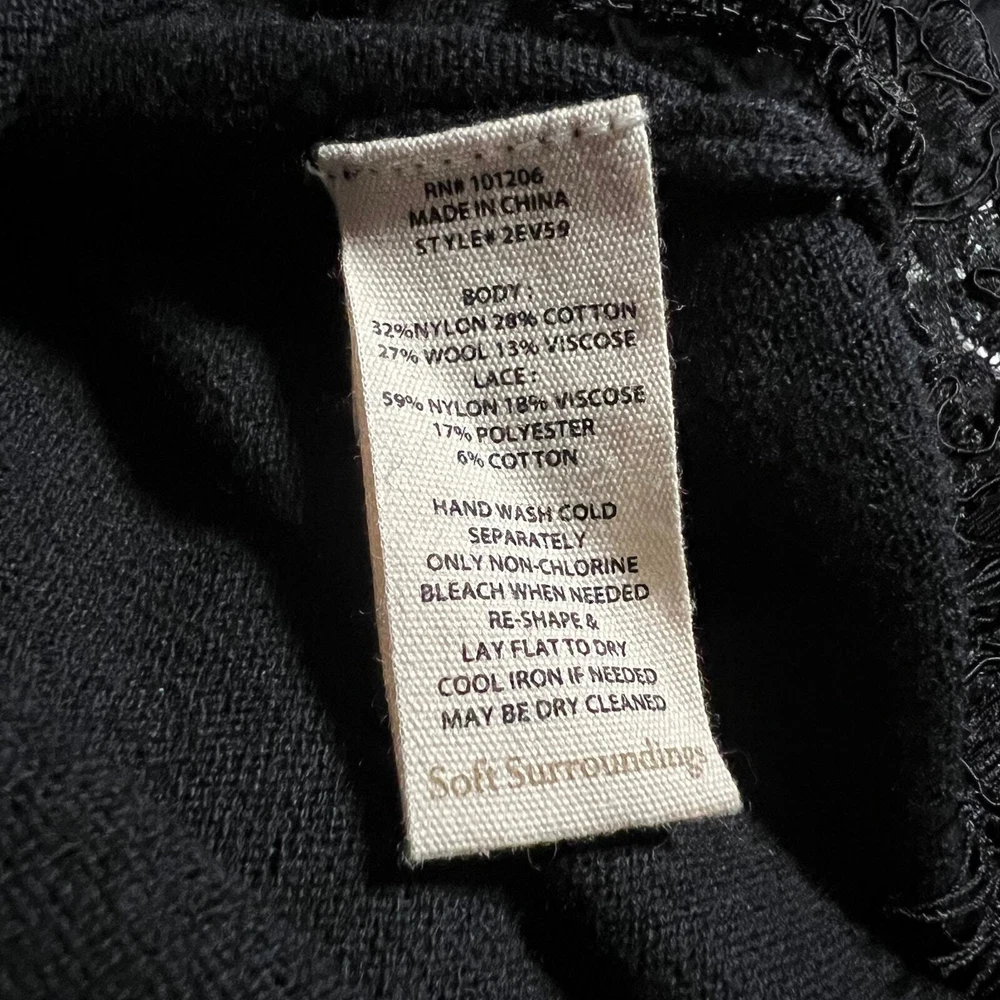 RN# 101206
MADE IN CHINA
STYLE# 2EV59
BODY:
32%NYLON 28% COTTON
27% WOOL 13% VISCOSE
LACE:
59% NYLON 18% VISCOSE
17% POLYESTER
6% COTTON
HAND WASH COLD
SEPARATELY
ONLY NON-CHLORINE
BLEACH WHEN NEEDED
RE-SHAPE &
LAY FLAT TO DRY
COOL IRON IF NEEDED
MAY BE DRY CLEANED
Soft Surroundings